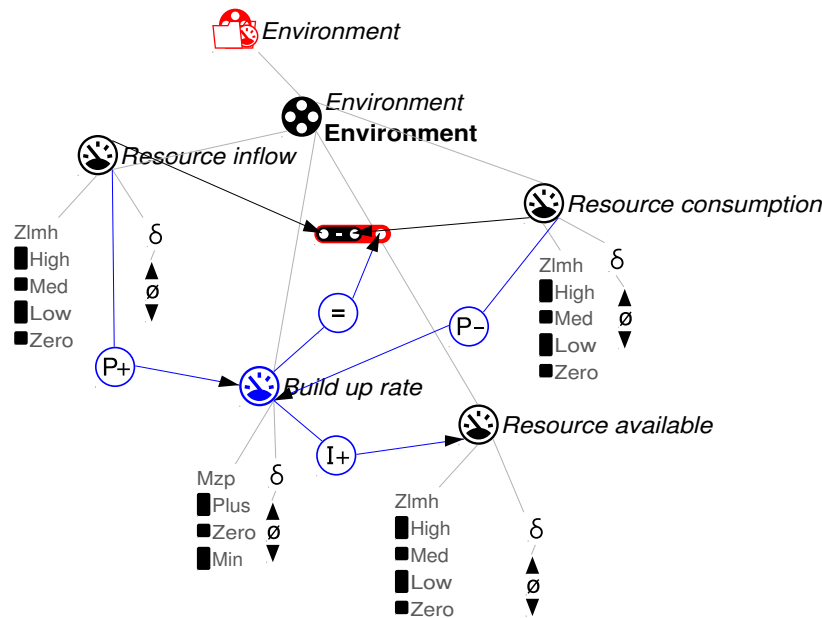 Environment
Environment
Environment
Resource inflow
Resource consumption
Zlmh
High
Med
Low
Zero
δ
ø
-
Zlmh
High
Med
Low
Zero
δ
ø
=
P-
P+
Build up rate
I+
Resource available
Mzp
Plus
Zero
Min
δ
ø
Zlmh
High
Med
Low
Zero
δ
ø